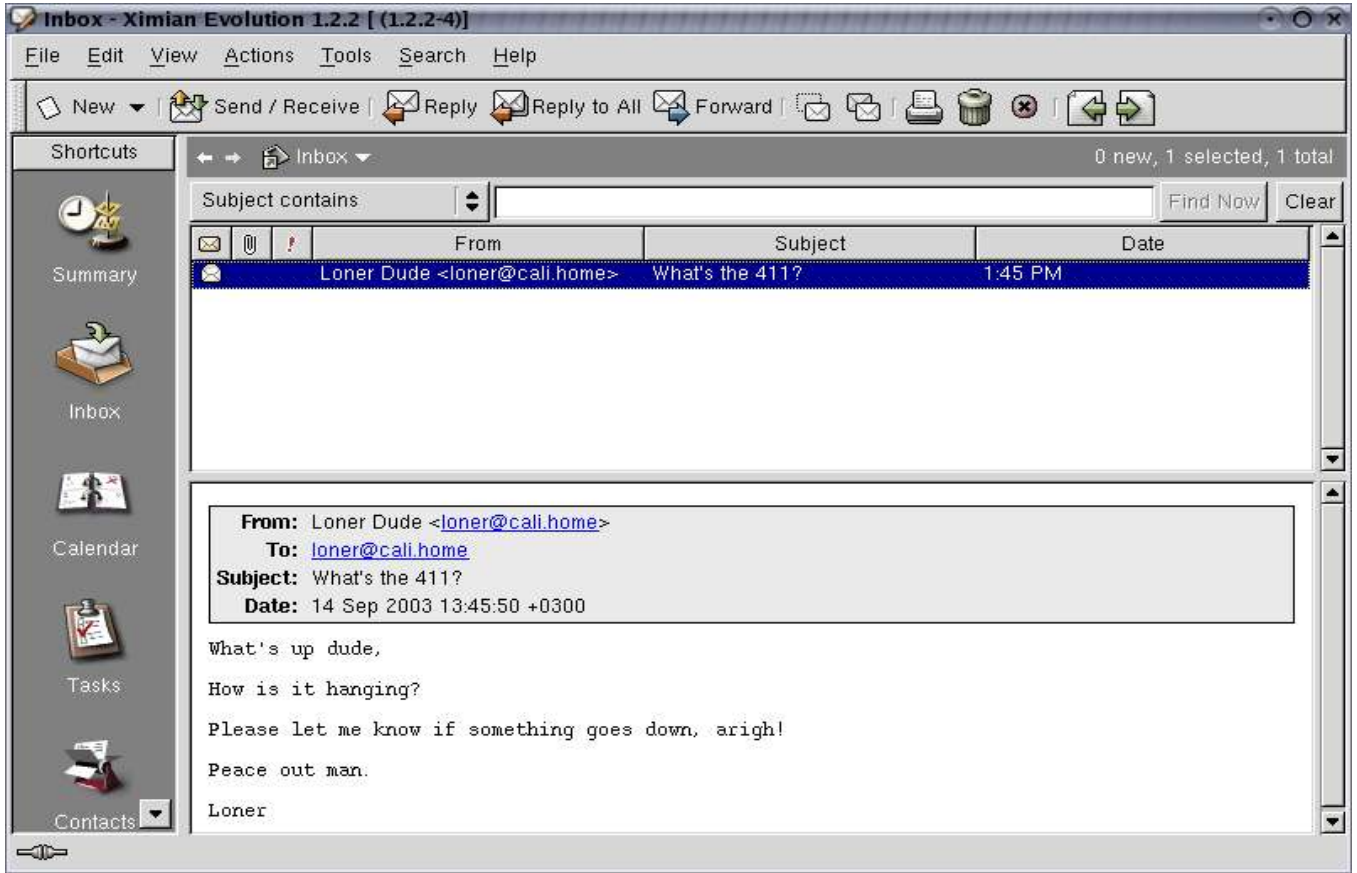 Inbox - Ximian Evolution 1.2.2 [ (1.2.2-4)]
File Edit View Actions Tools Search Help
New Send / Receive Reply Reply to All Forward
Shortcuts
Inbox 0 new, 1 selected, 1 total
Subject contains Find Now Clear
! From Subject Date
Loner Dude <loner@cali.home> What's the 411? 1:45 PM
Summary
Inbox
Calendar
Tasks
Contacts
From: Loner Dude <loner@cali.home>
To: loner@cali.home
Subject: What's the 411?
Date: 14 Sep 2003 13:45:50 +0300
What's up dude,
How is it hanging?
Please let me know if something goes down, arigh!
Peace out man.
Loner